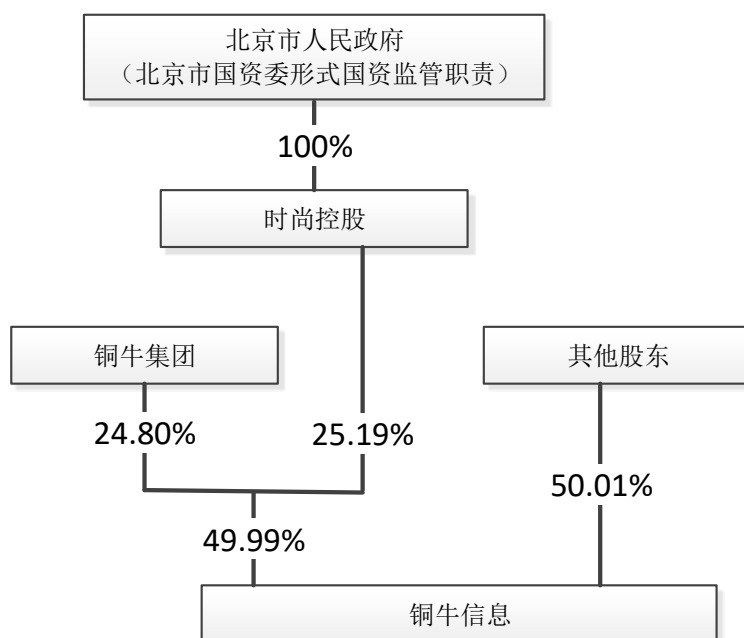 北京市人民政府
（北京市国资委形式国资监管职责）
100%
时尚控股
铜牛集团
其他股东
24.80%
25.19%
50.01%
49.99%
铜牛信息